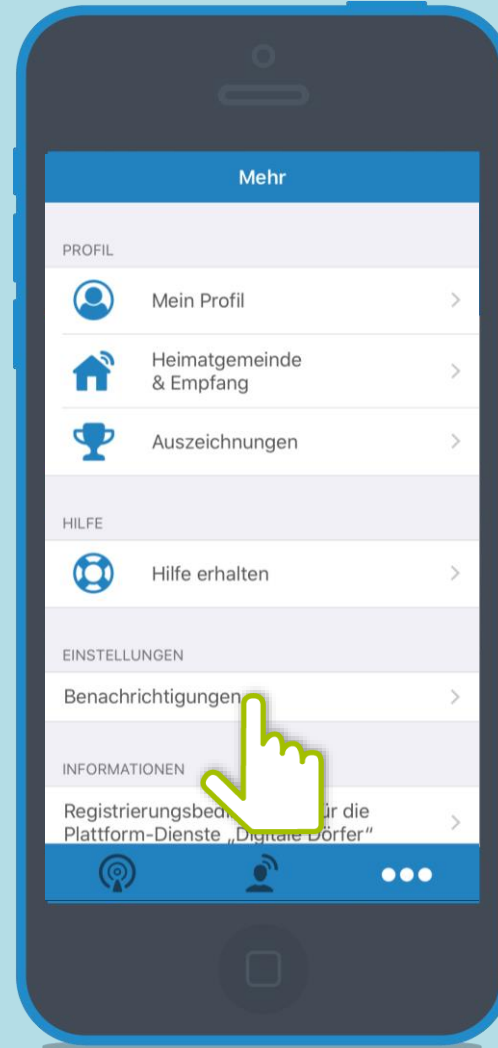 Mehr
PROFIL
Mein Profil
Heimatgemeinde
& Empfang
Auszeichnungen
HILFE
Hilfe erhalten
EINSTELLUNGEN
Benachrichtigungen
INFORMATIONEN
für die
Plattform-Dienste „Digitale Dörfer“